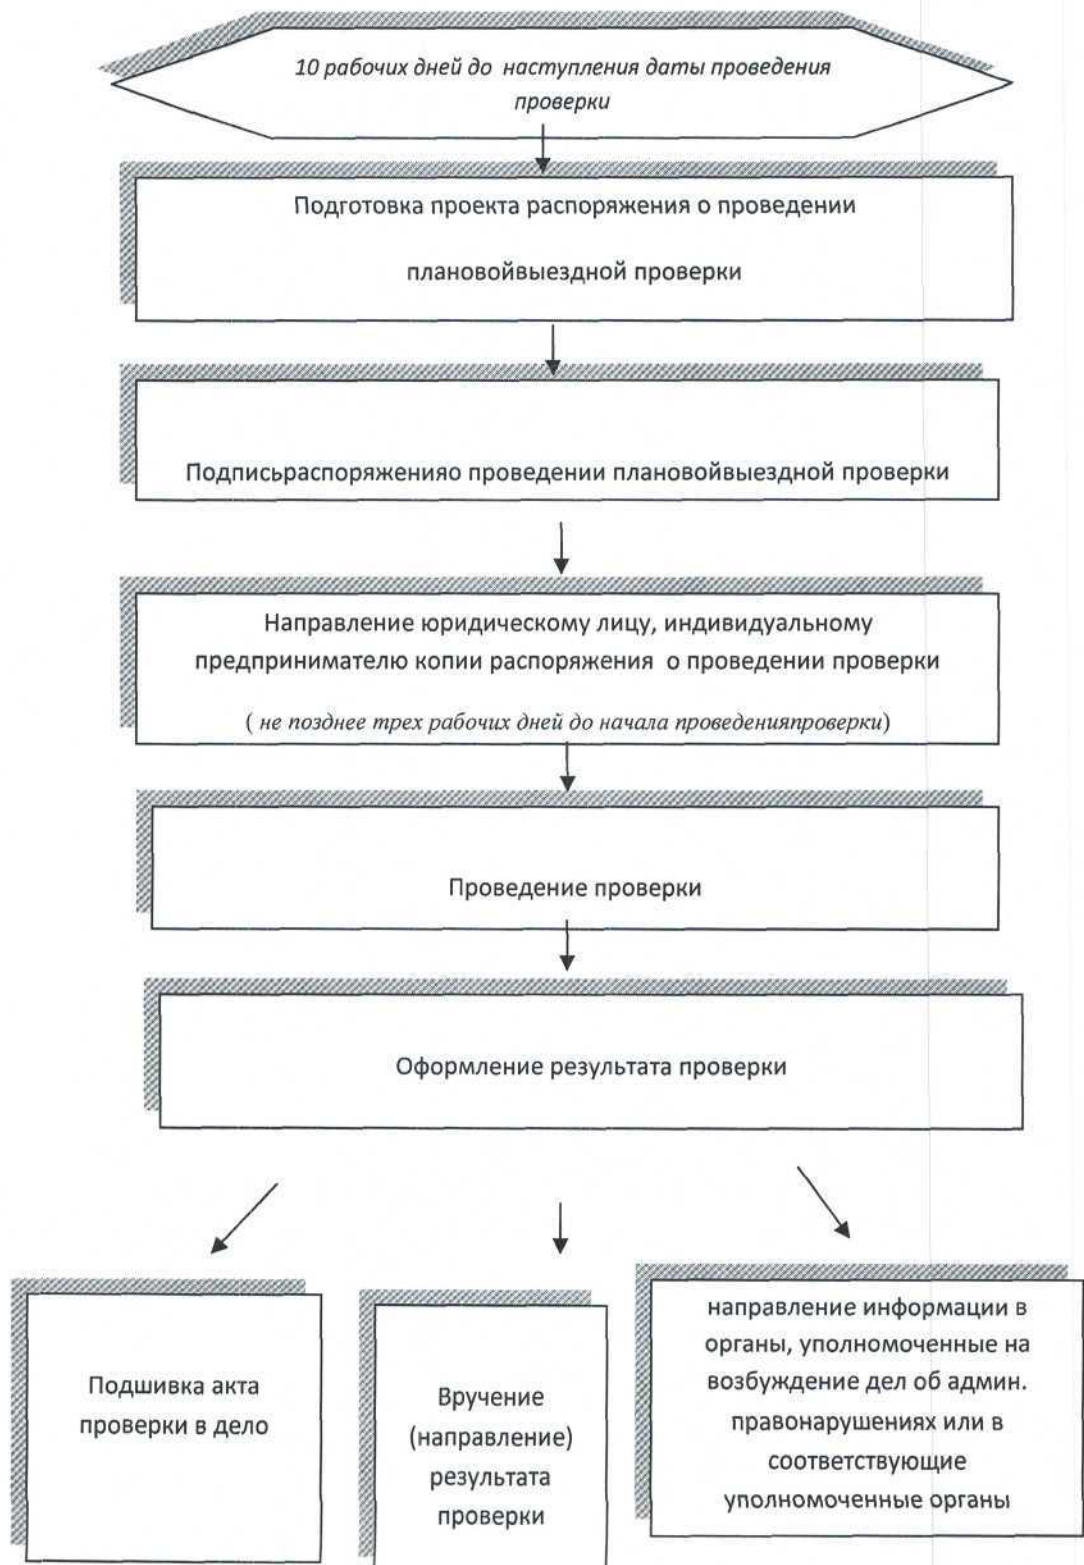 10 рабочих дней до наступления даты проведения
проверки
Подготовка проекта распоряжения о проведении
плановойвыездной проверки
Подписьраспоряженияо проведении плановойвыездной проверки
Направление юридическому лицу, индивидуальному
предпринимателю копии распоряжения о проведении проверки
( не позднее трех рабочих дней до начала проведенияпроверки)
Проведение проверки
Оформление результата проверки
Подшивка акта
проверки в дело
Вручение
(направление)
результата
проверки
направление информации в
органы, уполномоченные на
возбуждение дел об админ.
правонарушениях или в
соответствующие
уполномоченные органы